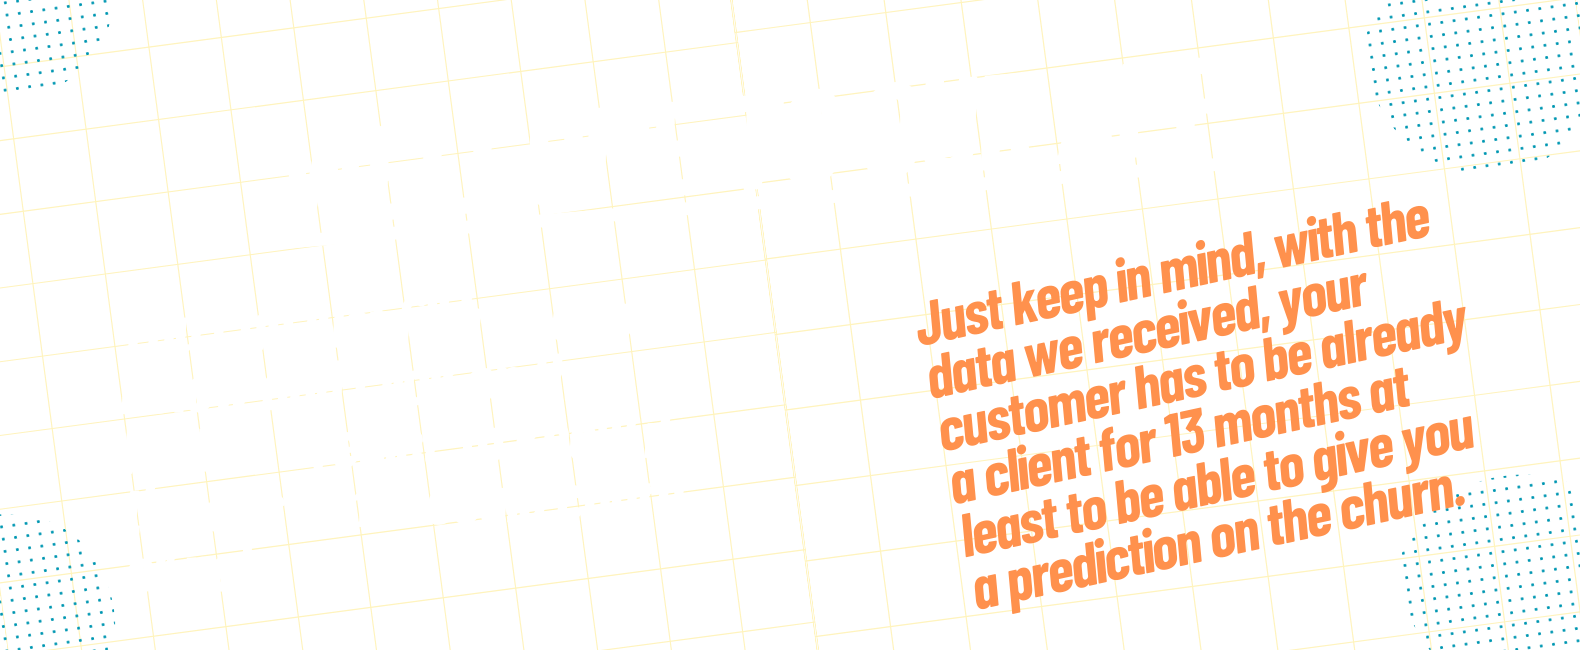 Just keep in mind, with the
data we received, your
customer has to be already
a client for 13 months at
least to be able to give you
a prediction on the churn.